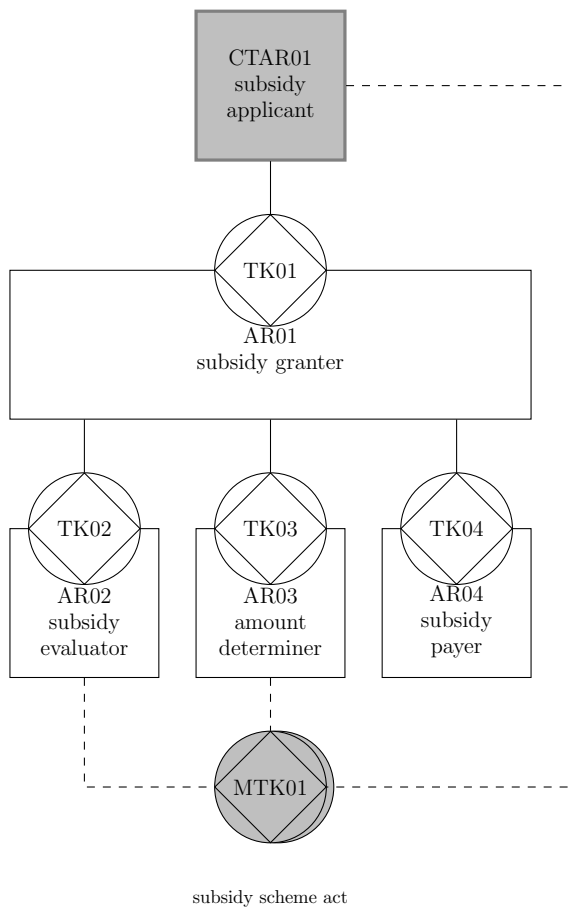 CTAR01
subsidy
applicant
TK01
AR01
subsidy granter
TK02
TK03
TK04
AR02
subsidy
evaluator
AR03
amount
determiner
AR04
subsidy
payer
MTK01
subsidy scheme act